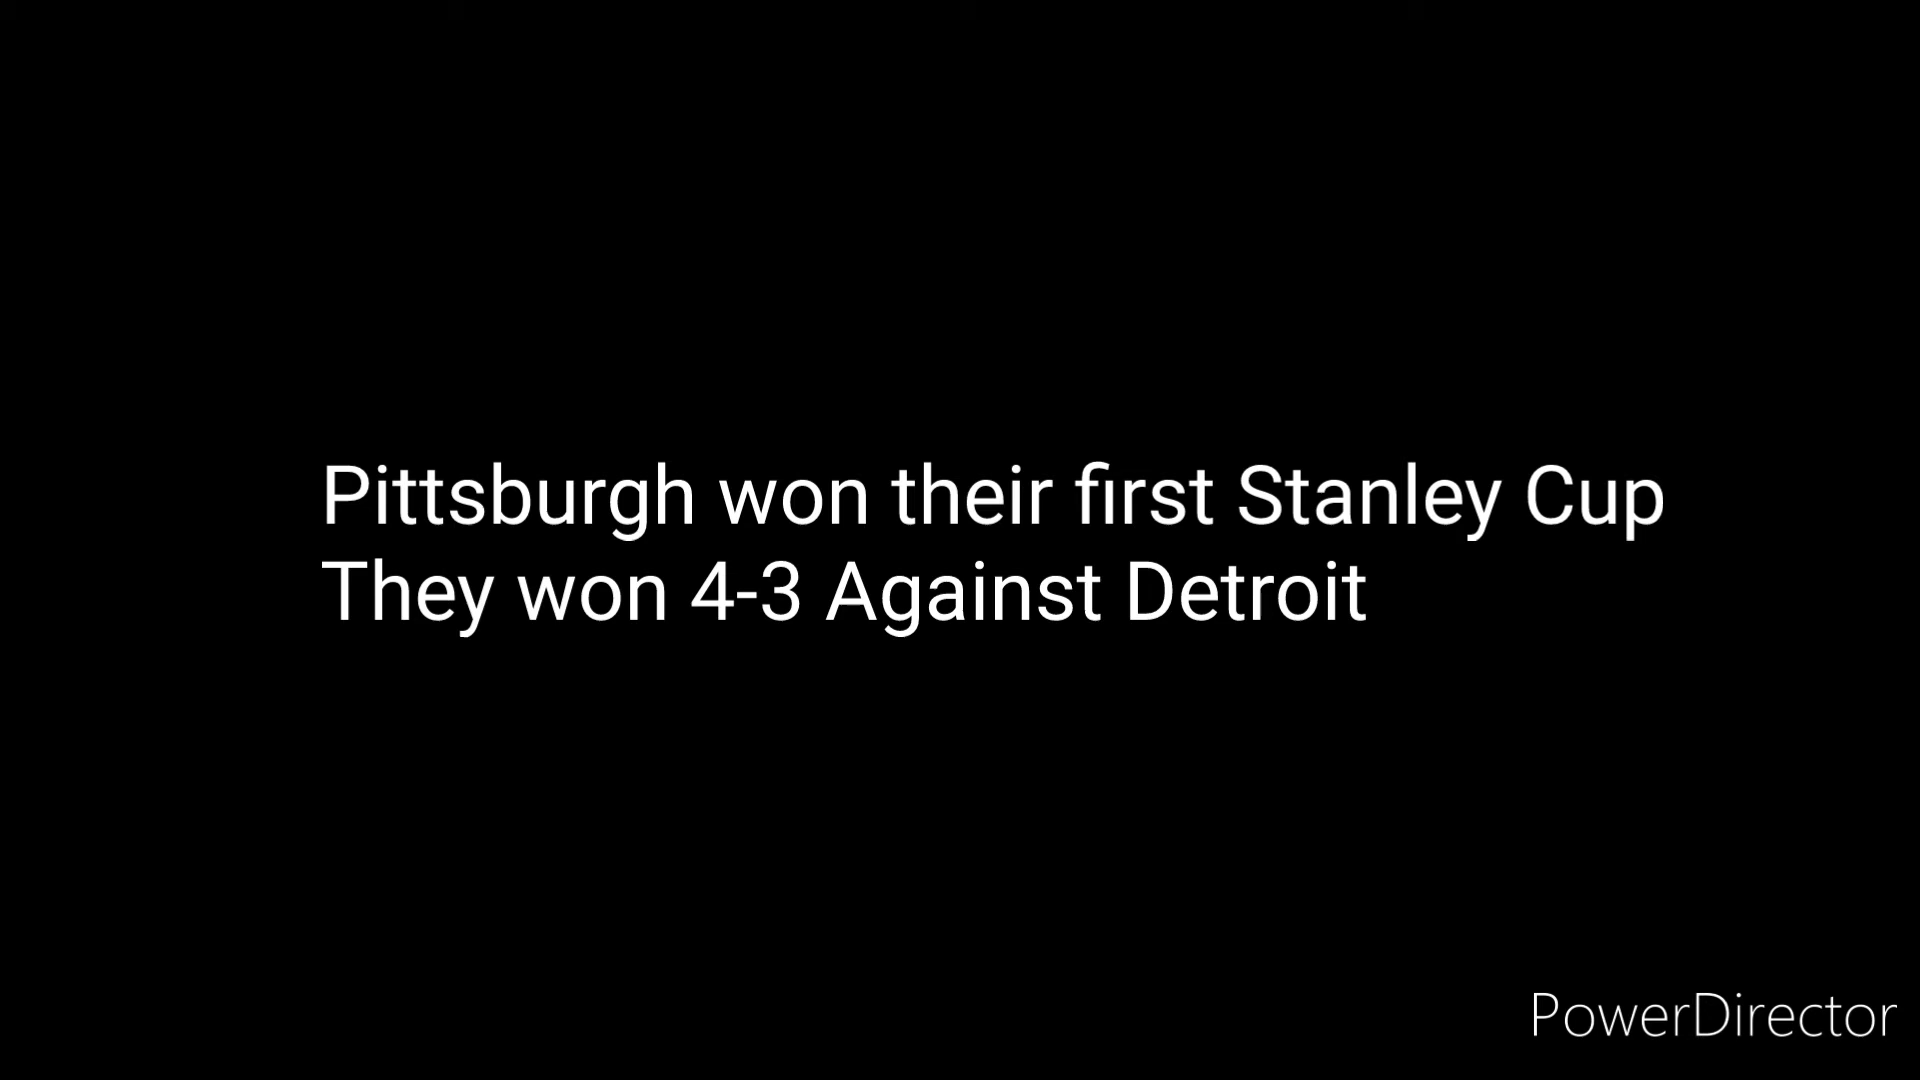 Pittsburgh won their first Stanley Cup
They won 4-3 Against Detroit
PowerDirector